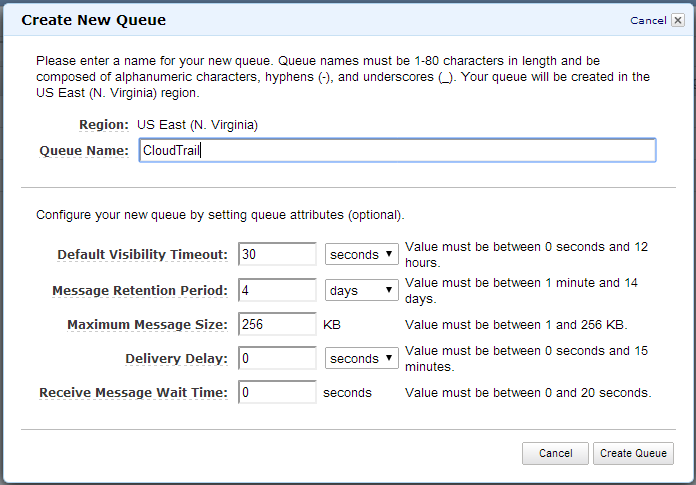 Create New Queue
Cancel
Please enter a name for your new queue. Queue names must be 1-80 characters in length and be
composed of alphanumeric characters, hyphens (-), and underscores (_). Your queue will be created in the
US East (N. Virginia) region.
Region: US East (N. Virginia)
Queue Name: CloudTrail
Configure your new queue by setting queue attributes (optional).
Default Visibility Timeout: 30 seconds Value must be between 0 seconds and 12
hours.
Message Retention Period: 4 days Value must be between 1 minute and 14
days.
Maximum Message Size: 256 KB Value must be between 1 and 256 KB.
Delivery Delay: 0 seconds Value must be between 0 seconds and 15
minutes.
Receive Message Wait Time: 0 seconds Value must be between 0 and 20 seconds.
Cancel Create Queue